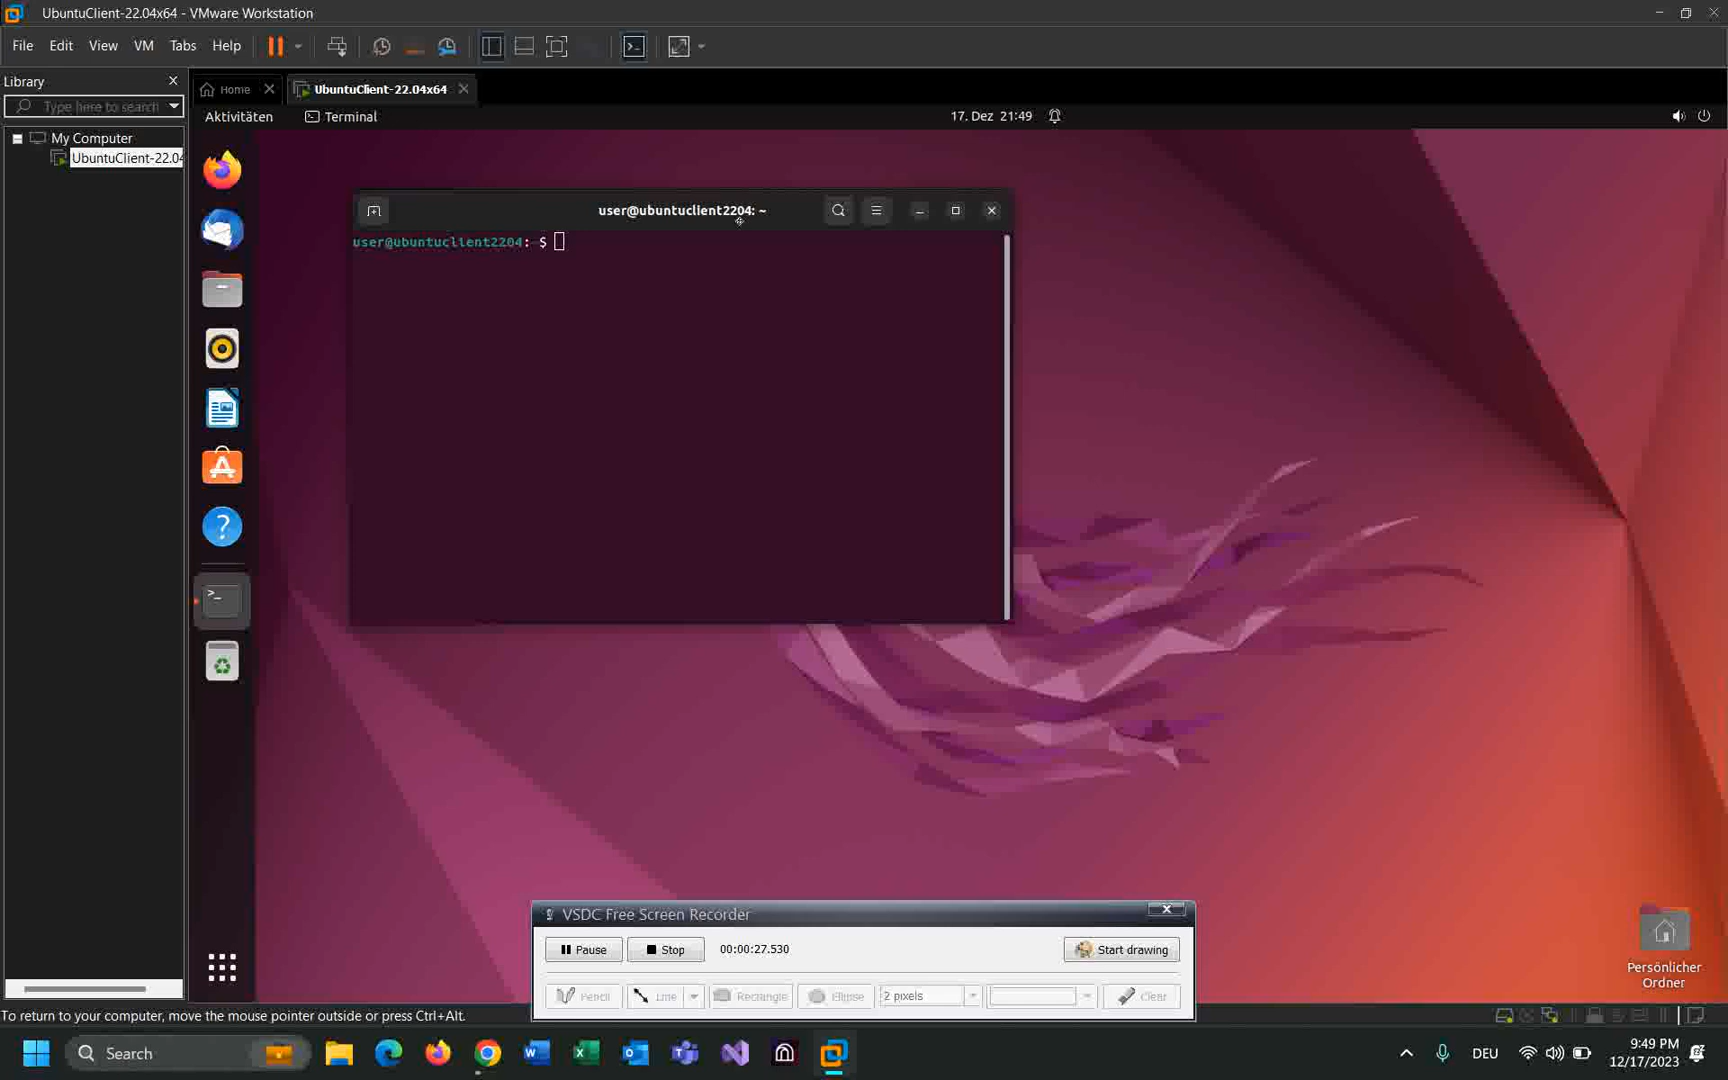 UbuntuClient-22.04x64 - VMware Workstation
File Edit View VM Tabs Help
Library
Type here to search
My Computer
UbuntuClient-22.04
Home
UbuntuClient-22.04x64
Aktivitäten
Terminal
17. Dez 21:49
user@ubuntuclient2204: ~
user@ubuntuclient2204: $
Persönlicher
Ordner
VSDC Free Screen Recorder
Pause
Stop
00:00:27.530
Start drawing
Pencil
Line
Rectangle
Ellipse
2 pixels
Clear
To return to your computer, move the mouse pointer outside or press Ctrl+Alt.
Search
DEU
9:49 PM
12/17/2023